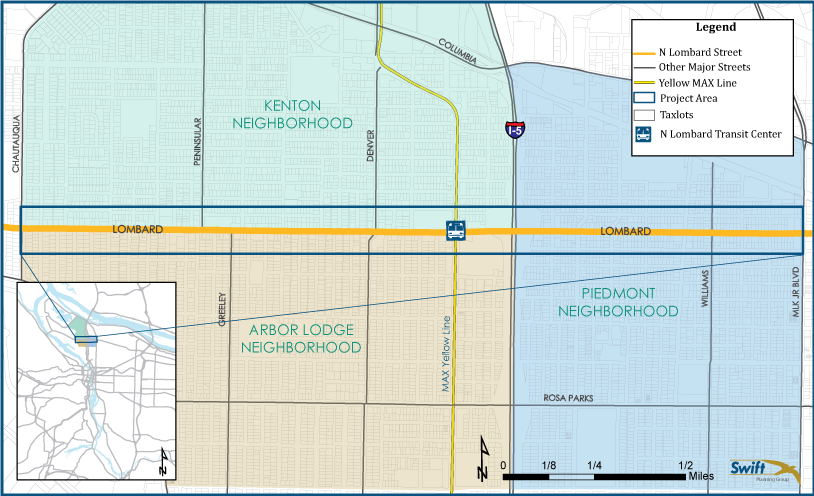 Legend
N Lombard Street
Other Major Streets
Yellow MAX Line
Project Area
Taxlots
N Lombard Transit Center
COLUMBIA
KENTON
NEIGHBORHOOD
CHAUTAUQUA
PENINSULAR
DENVER
I-5
LOMBARD
LOMBARD
GREELEY
ARBOR LODGE
NEIGHBORHOOD
MAX Yellow Line
PIEDMONT
NEIGHBORHOOD
WILLIAMS
MLK JR BLVD
ROSA PARKS
N
N
0 1/8 1/4 1/2
Miles
Swift
Planning Group